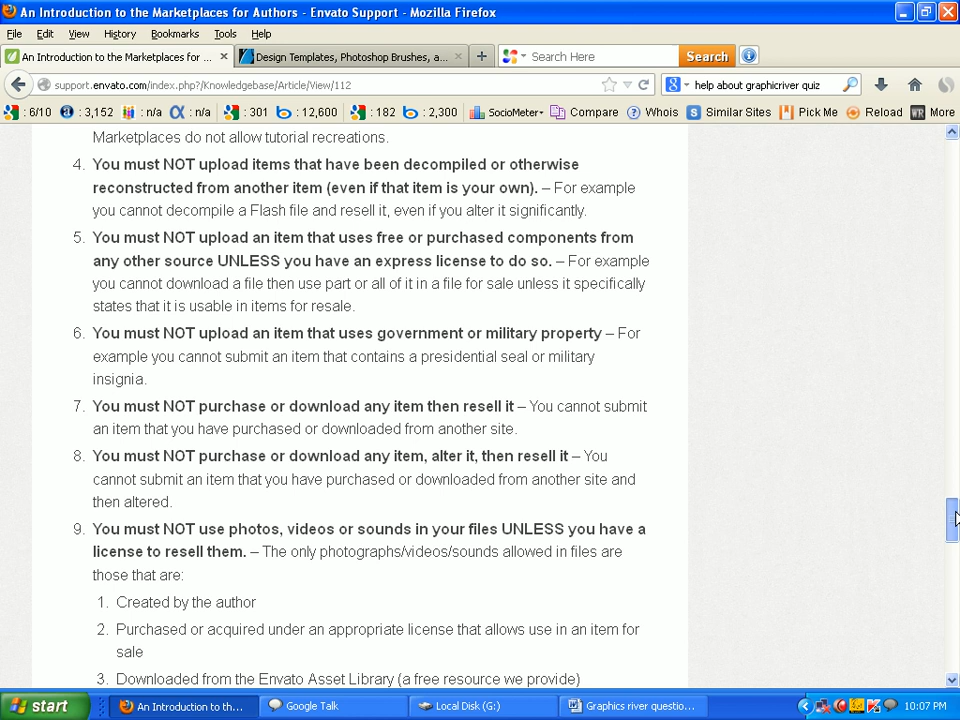 An Introduction to the Marketplaces for Authors - Envato Support - Mozilla Firefox
File Edit View History Bookmarks Tools Help
An Introduction to the Marketplaces for ... Design Templates, Photoshop Brushes, a... Search Here Search
support.envato.com/index.php?/Knowledgebase/Article/View/112 help about graphicriver quiz
: 6/10 : 3,152 : n/a : n/a : 301 : 12,600 : 182 : 2,300 SocioMeter Compare Whois Similar Sites Pick Me Reload More
Marketplaces do not allow tutorial recreations.
4. You must NOT upload items that have been decompiled or otherwise
reconstructed from another item (even if that item is your own). – For example
you cannot decompile a Flash file and resell it, even if you alter it significantly.
5. You must NOT upload an item that uses free or purchased components from
any other source UNLESS you have an express license to do so. – For example
you cannot download a file then use part or all of it in a file for sale unless it specifically
states that it is usable in items for resale.
6. You must NOT upload an item that uses government or military property – For
example you cannot submit an item that contains a presidential seal or military
insignia.
7. You must NOT purchase or download any item then resell it – You cannot submit
an item that you have purchased or downloaded from another site.
8. You must NOT purchase or download any item, alter it, then resell it – You
cannot submit an item that you have purchased or downloaded from another site and
then altered.
9. You must NOT use photos, videos or sounds in your files UNLESS you have a
license to resell them. – The only photographs/videos/sounds allowed in files are
those that are:
1. Created by the author
2. Purchased or acquired under an appropriate license that allows use in an item for
sale
3. Downloaded from the Envato Asset Library (a free resource we provide)
start An Introduction to th... Google Talk Local Disk (G:) Graphics river questio... 10:07 PM